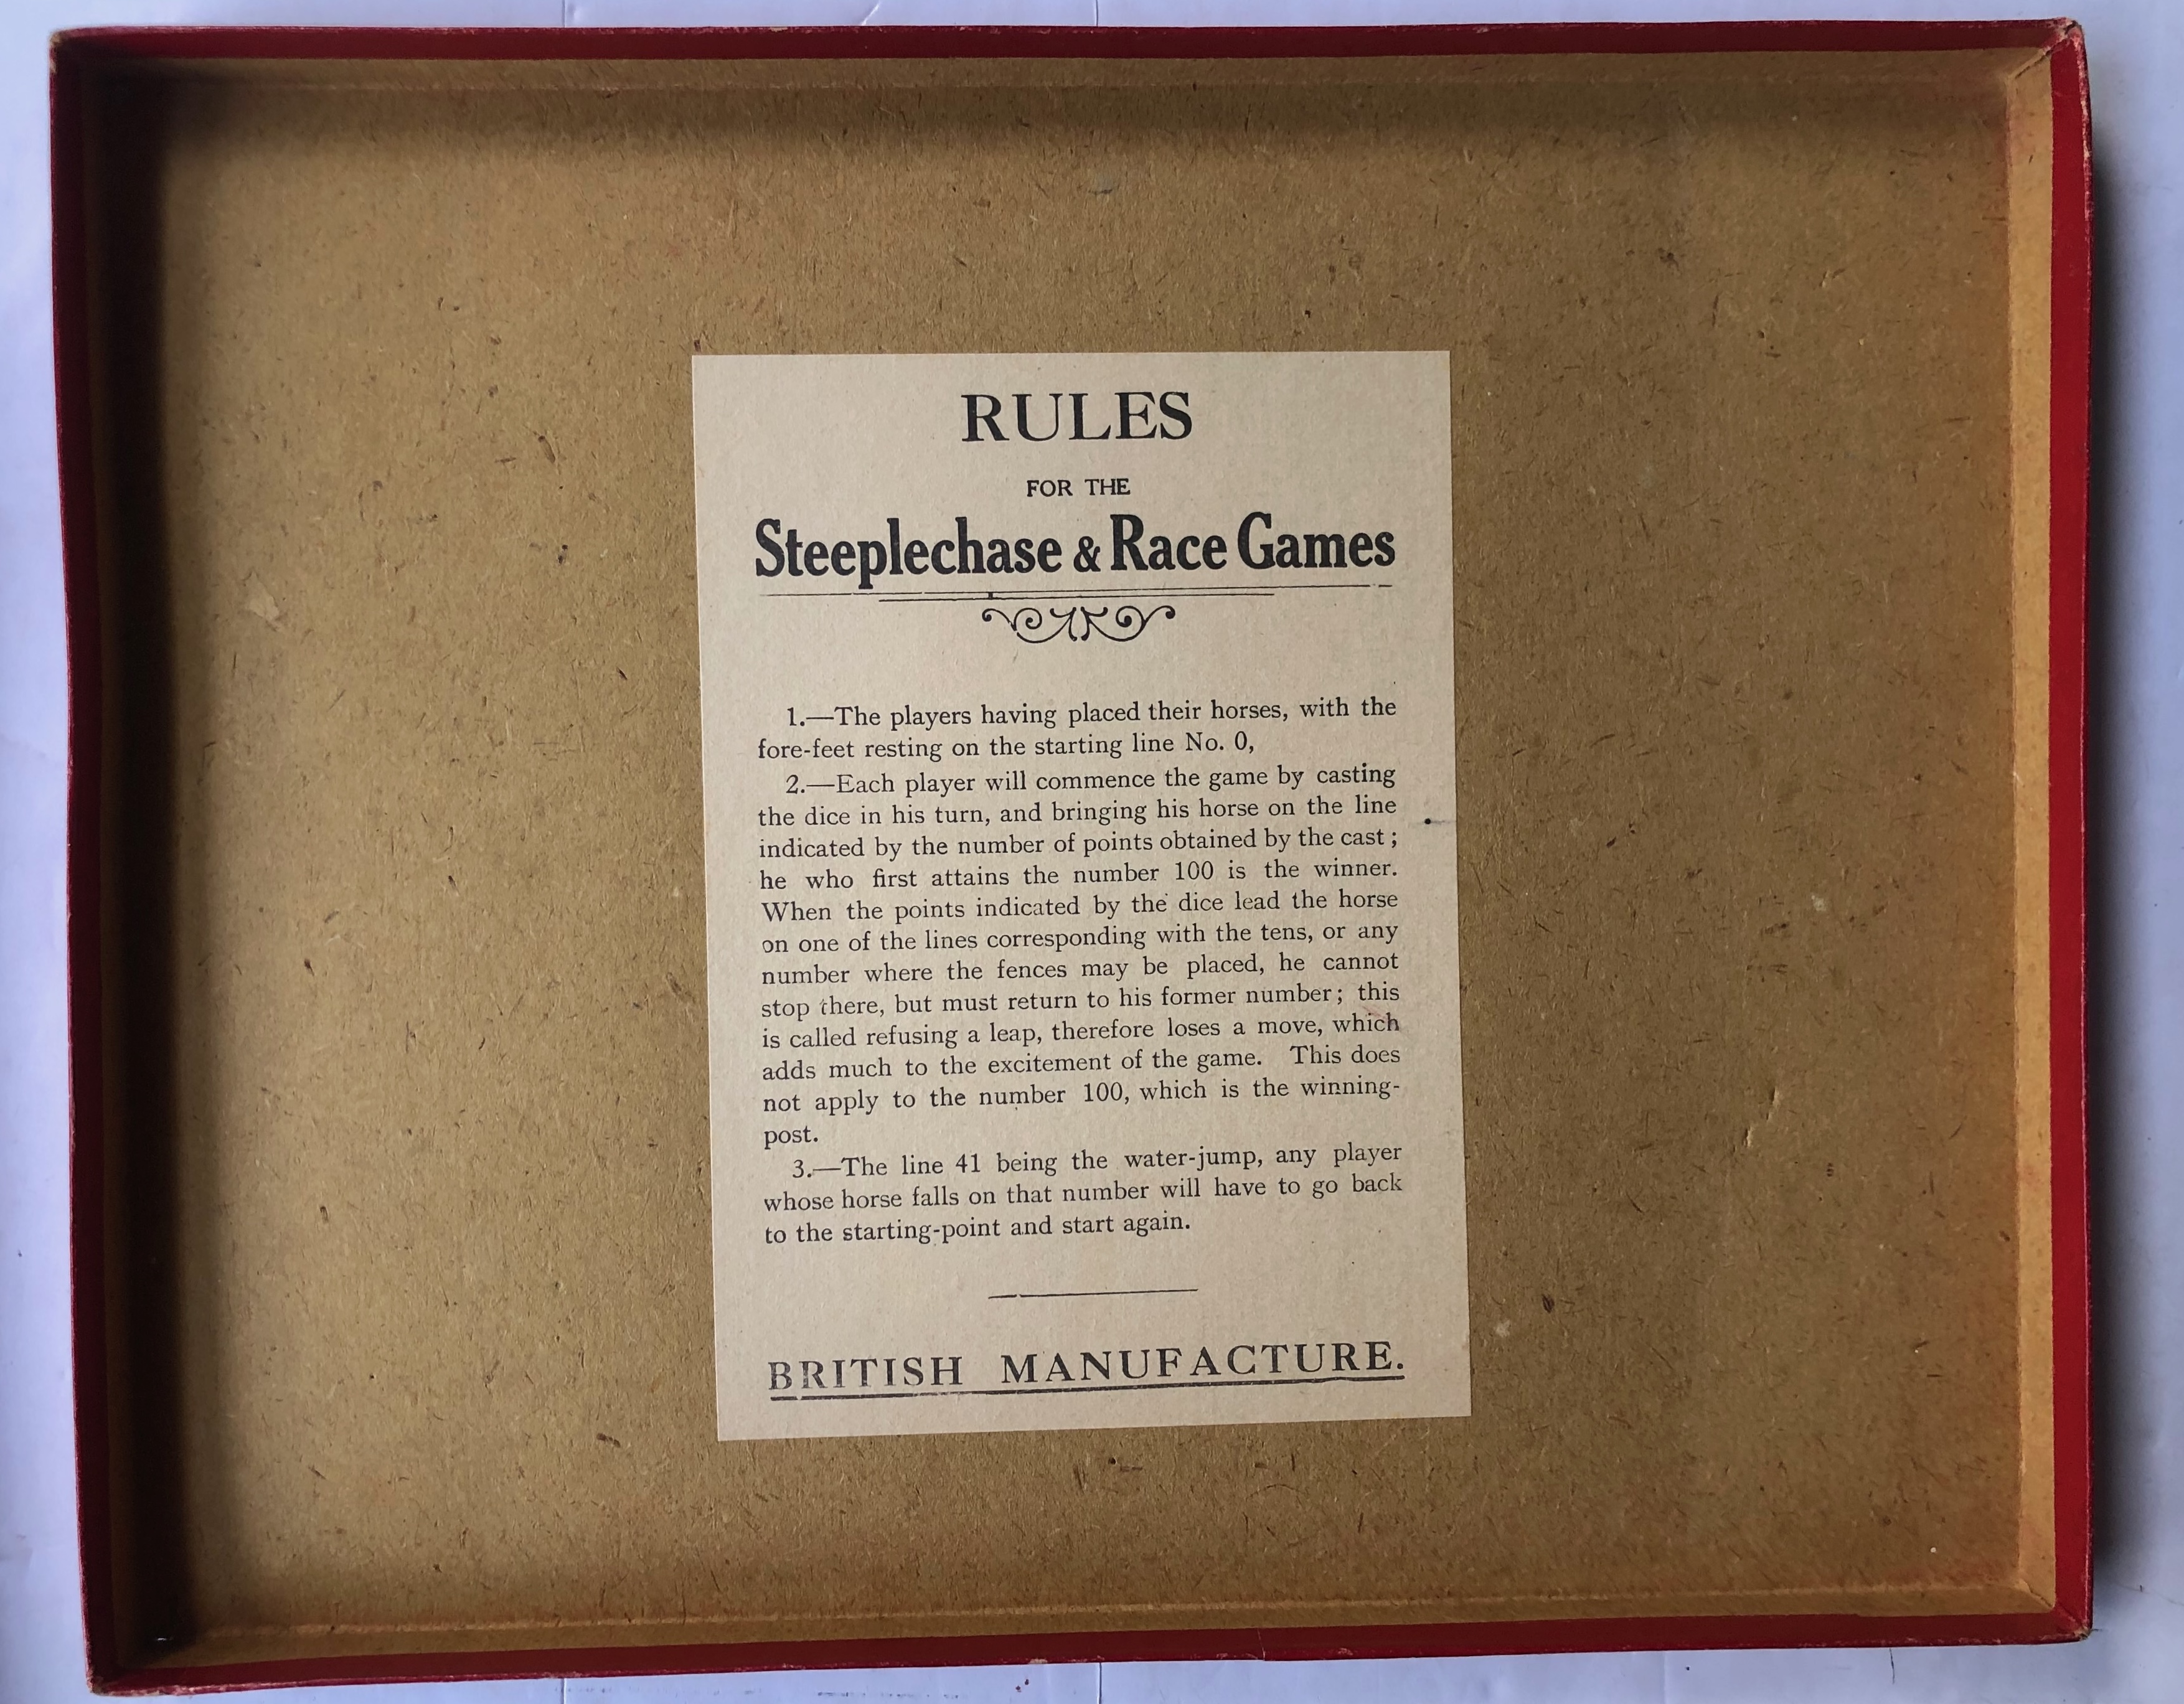 RULES
FOR THE
Steeplechase & Race Games
1.—The players having placed their horses, with the
fore-feet resting on the starting line No. 0,
2.—Each player will commence the game by casting
the dice in his turn, and bringing his horse on the line
indicated by the number of points obtained by the cast ;
he who first attains the number 100 is the winner.
When the points indicated by the dice lead the horse
on one of the lines corresponding with the tens, or any
number where the fences may be placed, he cannot
stop there, but must return to his former number ; this
is called refusing a leap, therefore loses a move, which
adds much to the excitement of the game. This does
not apply to the number 100, which is the winning-
post.
3.—The line 41 being the water-jump, any player
whose horse falls on that number will have to go back
to the starting-point and start again.
BRITISH MANUFACTURE.